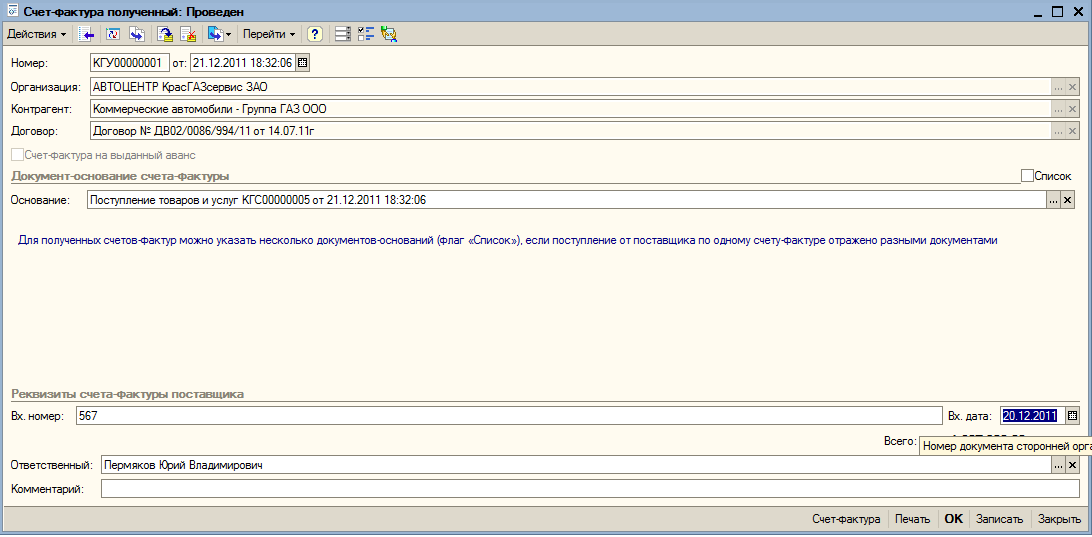 Счет-фактура полученный: Проведен
Действия Перейти
Номер: КГУ00000001 от: 21.12.2011 18:32:06
Организация: АВТОЦЕНТР КрасГАЗсервис ЗАО
Контрагент: Коммерческие автомобили - Группа ГАЗ ООО
Договор: Договор № ДВ02/0086/994/11 от 14.07.11г
Счет-фактура на выданный аванс
Документ-основание счета-фактуры Список
Основание: Поступление товаров и услуг КГС00000005 от 21.12.2011 18:32:06
Для полученных счетов-фактур можно указать несколько документов-оснований (флаг «Список»), если поступление от поставщика по одному счету-фактуре отражено разными документами
Реквизиты счета-фактуры поставщика
Вх. номер: 567 Вх. дата: 20.12.2011
Всего:
Номер документа сторонней орга
Ответственный: Пермяков Юрий Владимирович
Комментарий:
Счет-фактура Печать OK Записать Закрыть